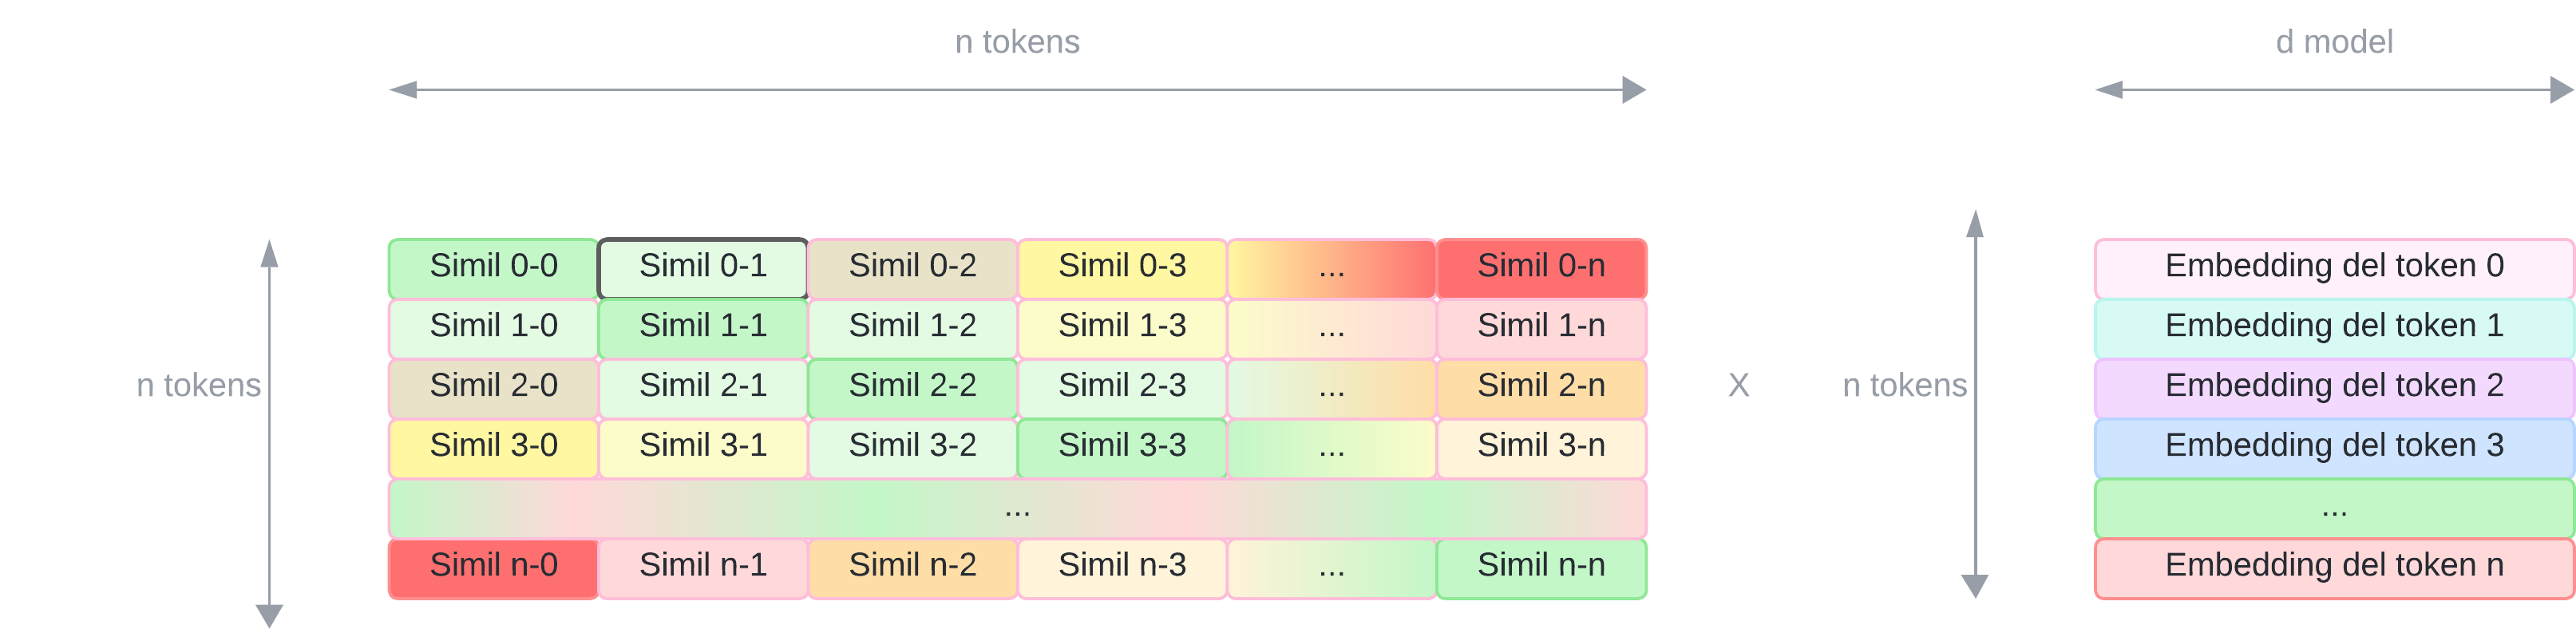 n tokens
d model
Simil 0-0 Simil 0-1 Simil 0-2 Simil 0-3 ... Simil 0-n Embedding del token 0
Simil 1-0 Simil 1-1 Simil 1-2 Simil 1-3 ... Simil 1-n Embedding del token 1
n tokens Simil 2-0 Simil 2-1 Simil 2-2 Simil 2-3 ... Simil 2-n X n tokens Embedding del token 2
Simil 3-0 Simil 3-1 Simil 3-2 Simil 3-3 ... Simil 3-n Embedding del token 3
... ...
Simil n-0 Simil n-1 Simil n-2 Simil n-3 ... Simil n-n Embedding del token n